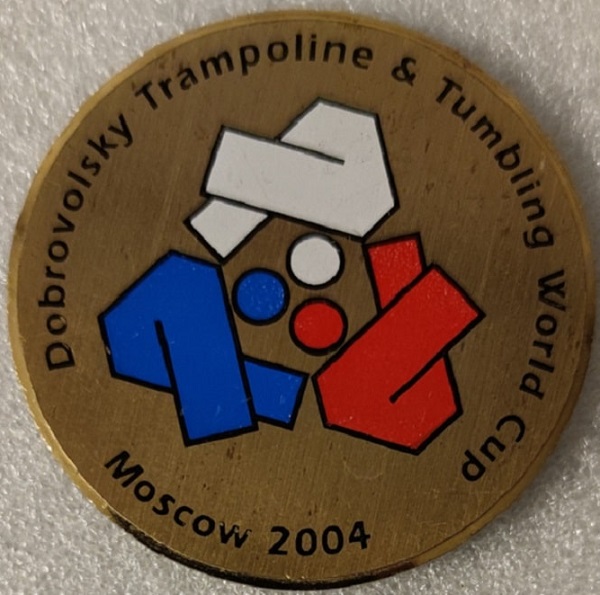 Dobrovolsky Trampoline & Tumbling World Cup
Moscow 2004